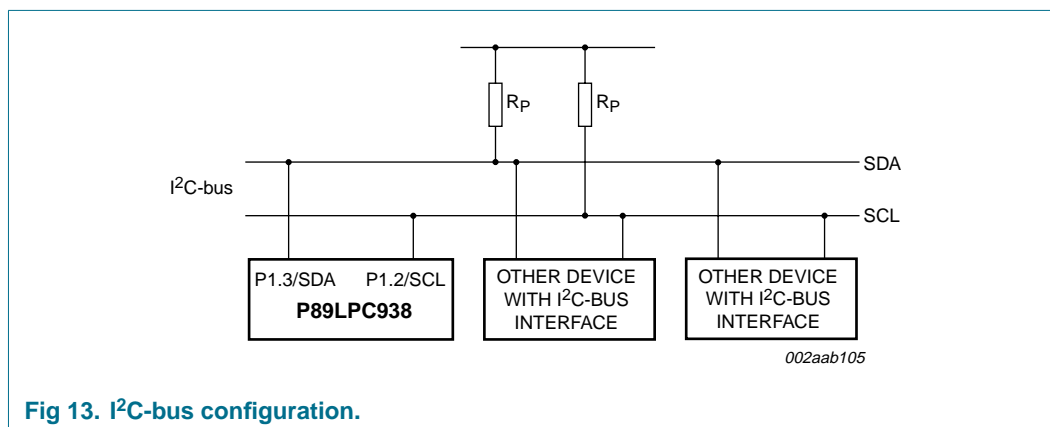 RP RP
SDA
I2C-bus
SCL
P1.3/SDA P1.2/SCL
P89LPC938
OTHER DEVICE
WITH I2C-BUS
INTERFACE
OTHER DEVICE
WITH I2C-BUS
INTERFACE
002aab105
Fig 13. I2C-bus configuration.